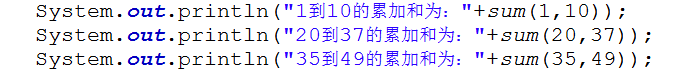 System.out.println("1到10的累加和为："+sum(1,10));
System.out.println("20到37的累加和为："+sum(20,37));
System.out.println("35到49的累加和为："+sum(35,49));